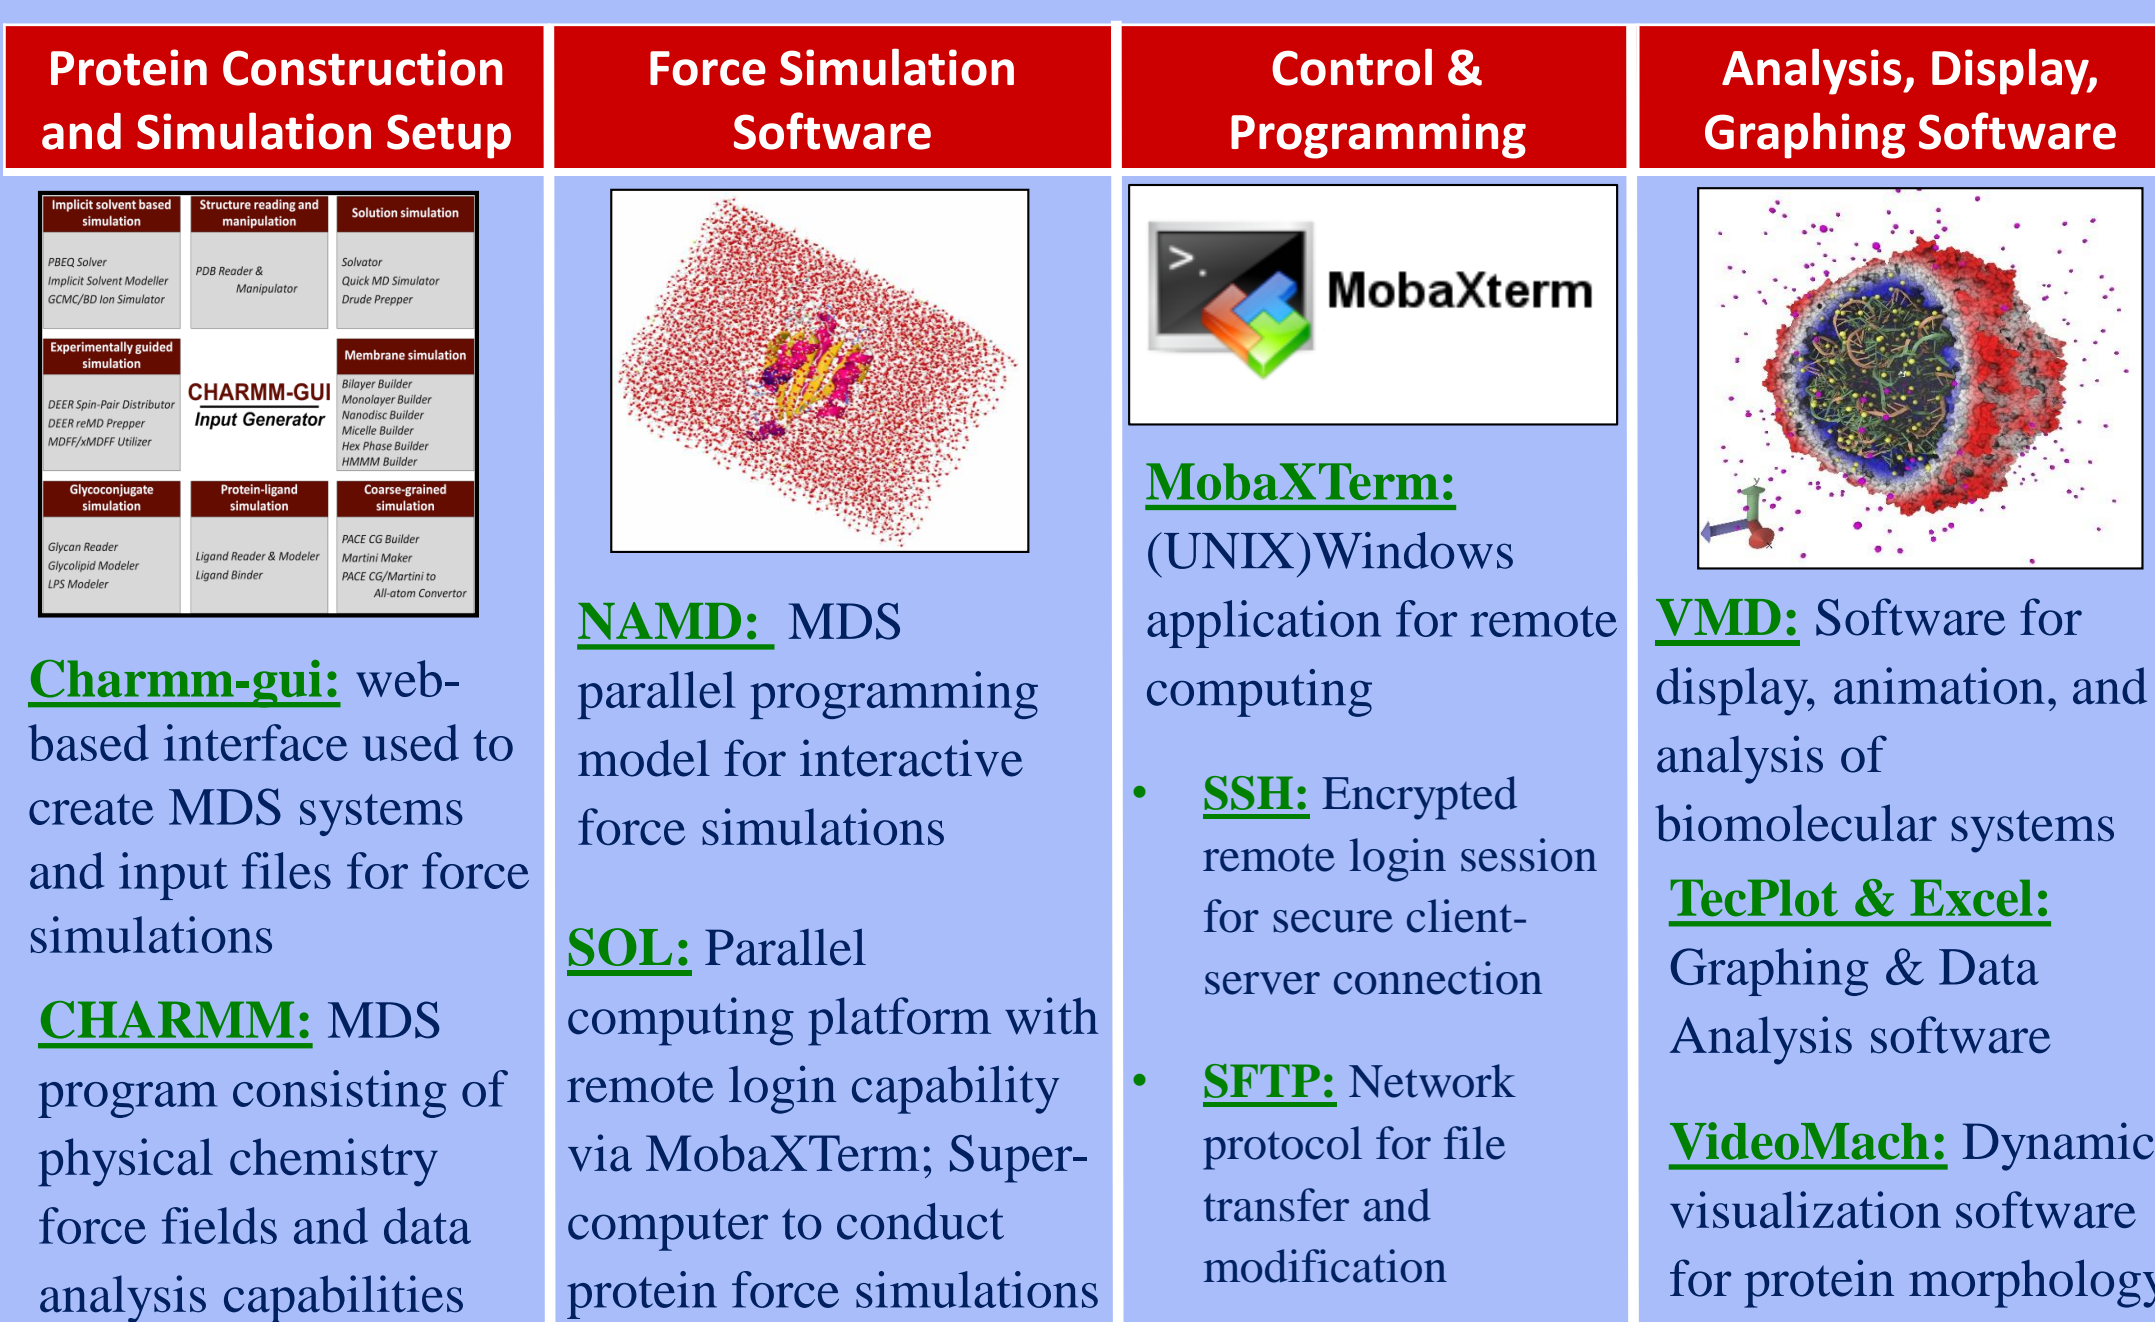 Protein Construction
and Simulation Setup
Implicit solvent based
simulation
PBEQ Solver
Implicit Solvent Modeller
GCMC/BD Ion Simulator
Structure reading and
manipulation
PDB Reader &
Manipulator
Solution simulation
Solvator
Quick MD Simulator
Drude Prepper
Experimentally guided
simulation
DEER Spin-Pair Distributor
DEER reMD Prepper
MDFF/xMDFF Utilizer
CHARMM-GUI
Input Generator
Membrane simulation
Bilayer Builder
Monolayer Builder
Nanodisc Builder
Micelle Builder
Hex Phase Builder
HMMM Builder
Glycoconjugate
simulation
Glycan Reader
Glycolipid Modeler
LPS Modeler
Protein-ligand
simulation
Ligand Reader & Modeler
Ligand Binder
Coarse-grained
simulation
PACE CG Builder
Martini Maker
PACE CG/Martini to
All-atom Convertor
Charmm-gui: web-
based interface used to
create MDS systems
and input files for force
simulations
CHARMM: MDS
program consisting of
physical chemistry
force fields and data
analysis capabilities
Force Simulation
Software
NAMD: MDS
parallel programming
model for interactive
force simulations
SOL: Parallel
computing platform with
remote login capability
via MobaXTerm; Super-
computer to conduct
protein force simulations
Control &
Programming
>.
MobaXterm
MobaXTerm:
(UNIX)Windows
application for remote
computing
• SSH: Encrypted
remote login session
for secure client-
server connection
• SFTP: Network
protocol for file
transfer and
modification
Analysis, Display,
Graphing Software
y
x
VMD: Software for
display, animation, and
analysis of
biomolecular systems
TecPlot & Excel:
Graphing & Data
Analysis software
VideoMach: Dynamic
visualization software
for protein morphology